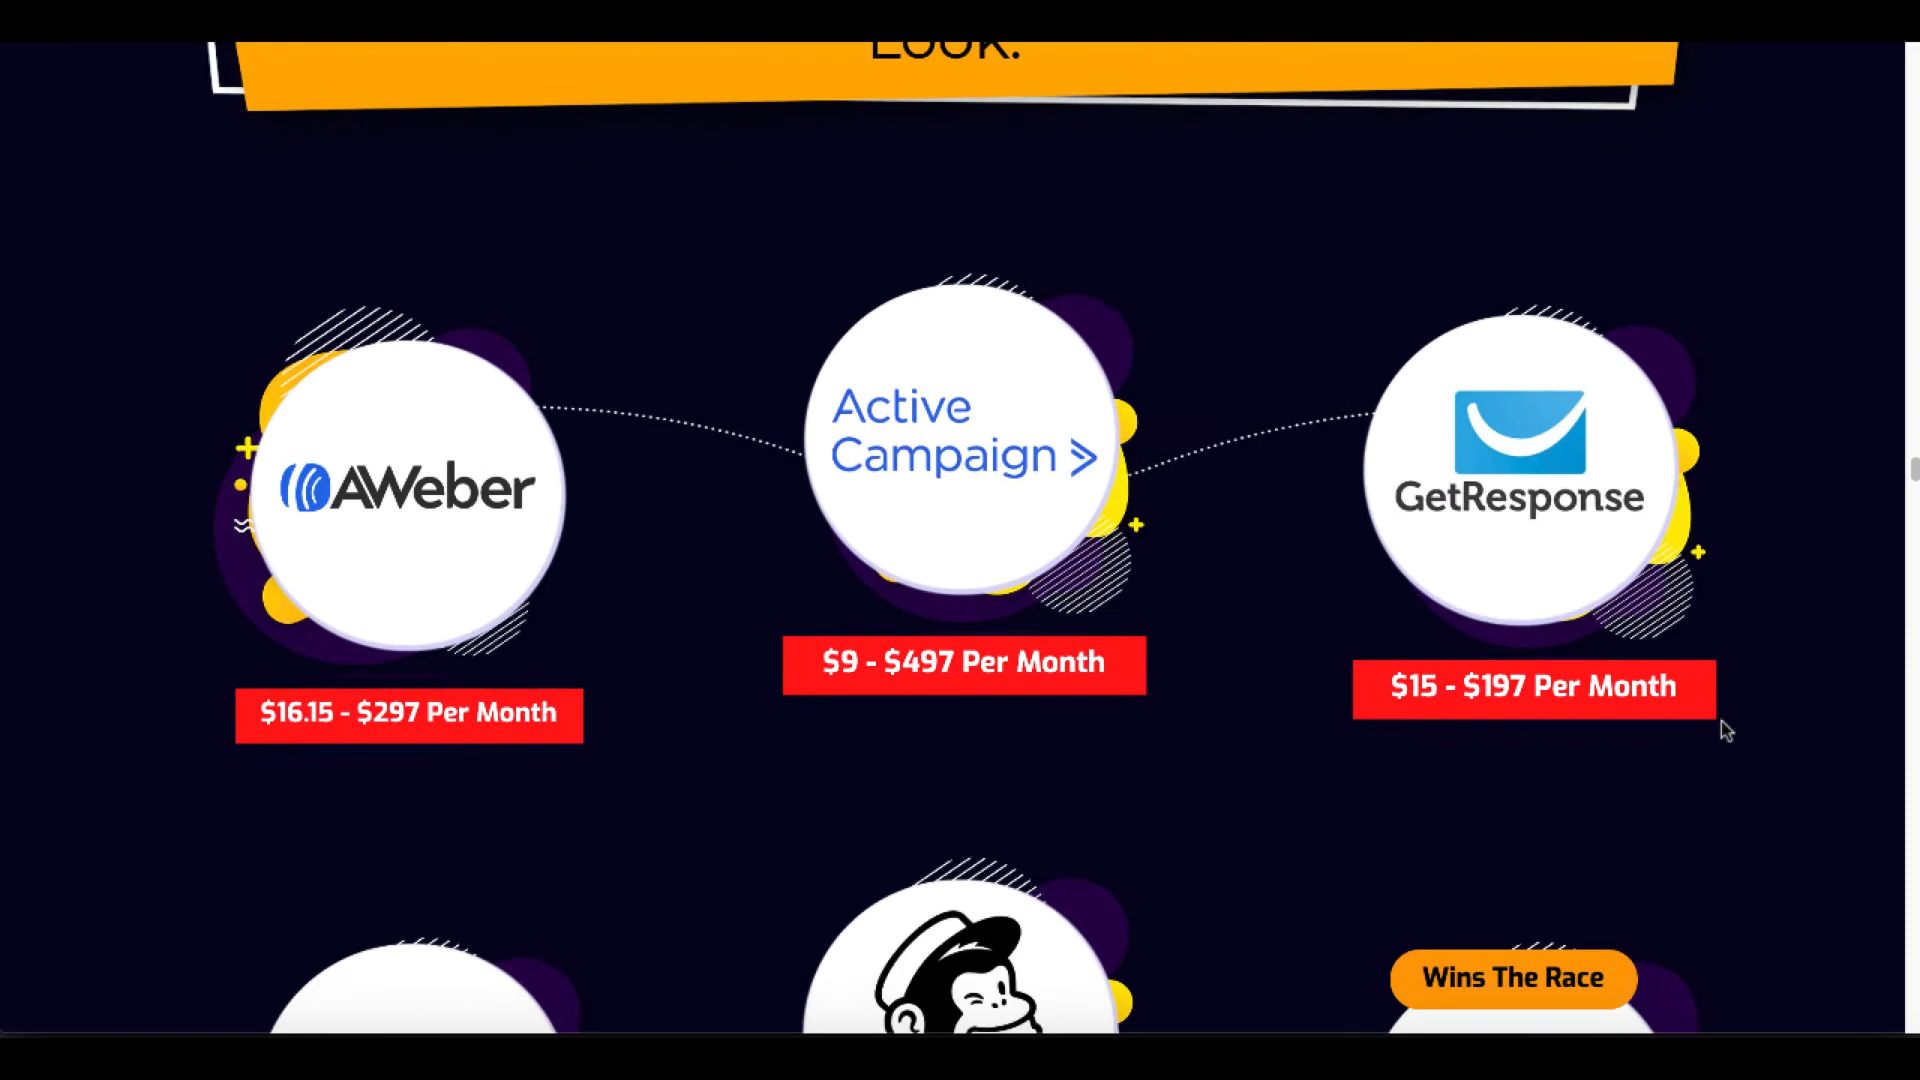 Look.
AWeber
Active
Campaign
GetResponse
$16.15 - $297 Per Month
$9 - $497 Per Month
$15 - $197 Per Month
Wins The Race